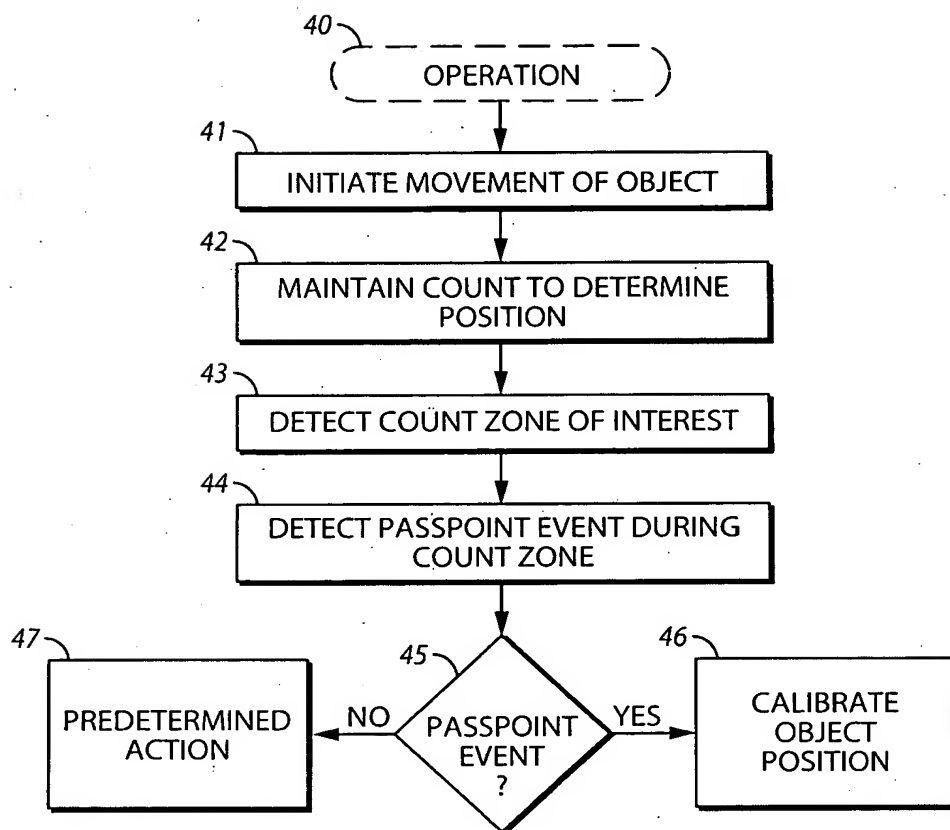 40
OPERATION
41
INITIATE MOVEMENT OF OBJECT
42
MAINTAIN COUNT TO DETERMINE
POSITION
43
DETECT COUNT ZONE OF INTEREST
44
DETECT PASSPOINT EVENT DURING
COUNT ZONE
45
PASSPOINT
EVENT
?
NO
YES
47
PREDETERMINED
ACTION
46
CALIBRATE
OBJECT
POSITION